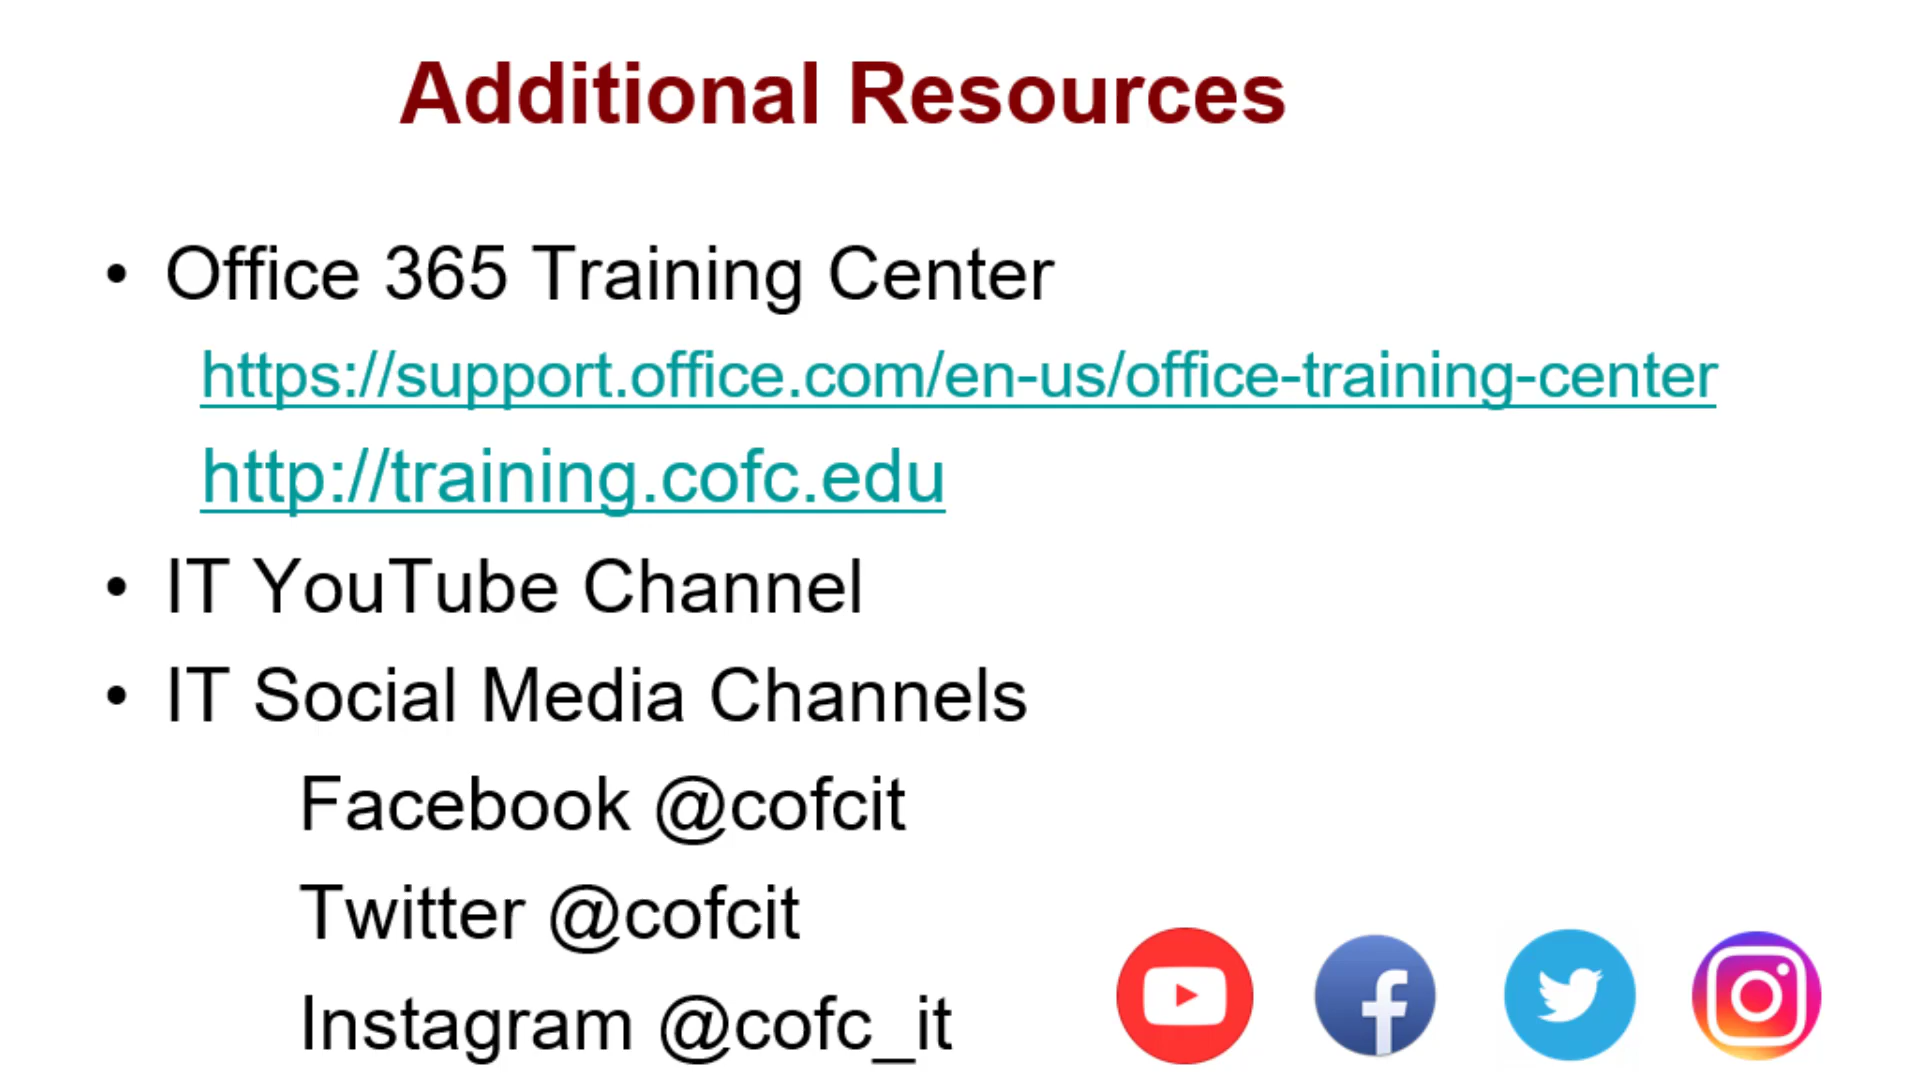 Additional Resources
• Office 365 Training Center
https://support.office.com/en-us/office-training-center
http://training.cofc.edu
• IT YouTube Channel
• IT Social Media Channels
Facebook @cofcit
Twitter @cofcit
Instagram @cofc_it